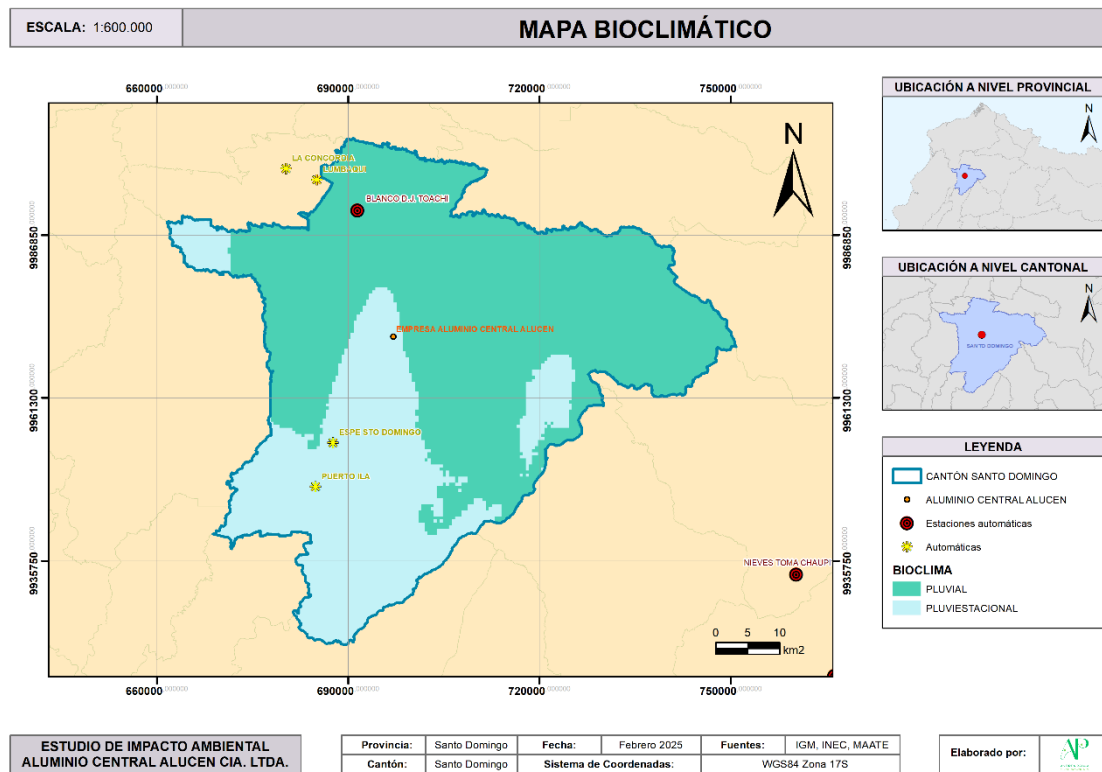 ESCALA: 1:600.000
MAPA BIOCLIMÁTICO
660000 690000 720000 750000
UBICACIÓN A NIVEL PROVINCIAL
N
N
LUMBAQUI
BLANCO D.J. TOACHI
9986850 9986850
UBICACIÓN A NIVEL CANTONAL
N
SANTO DOMINGO
EMPRESA ALUMINIO CENTRAL ALUCEN
9961300 9961300
ESPE STO DOMINGO
PUERTO ILA
LEYENDA
CANTÓN SANTO DOMINGO
ALUMINIO CENTRAL ALUCEN
Estaciones automáticas
Automáticas
BIOCLIMA
PLUVIAL
PLUVIESTACIONAL
9935750 9935750
NIEVES TOMA CHAUPI
0 5 10
km2
660000 690000 720000 750000
ESTUDIO DE IMPACTO AMBIENTAL
ALUMINIO CENTRAL ALUCEN CIA. LTDA.
Provincia: Santo Domingo Fecha: Febrero 2025 Fuentes: IGM, INEC, MAATE
Cantón: Santo Domingo Sistema de Coordenadas: WGS84 Zona 17S
Elaborado por: